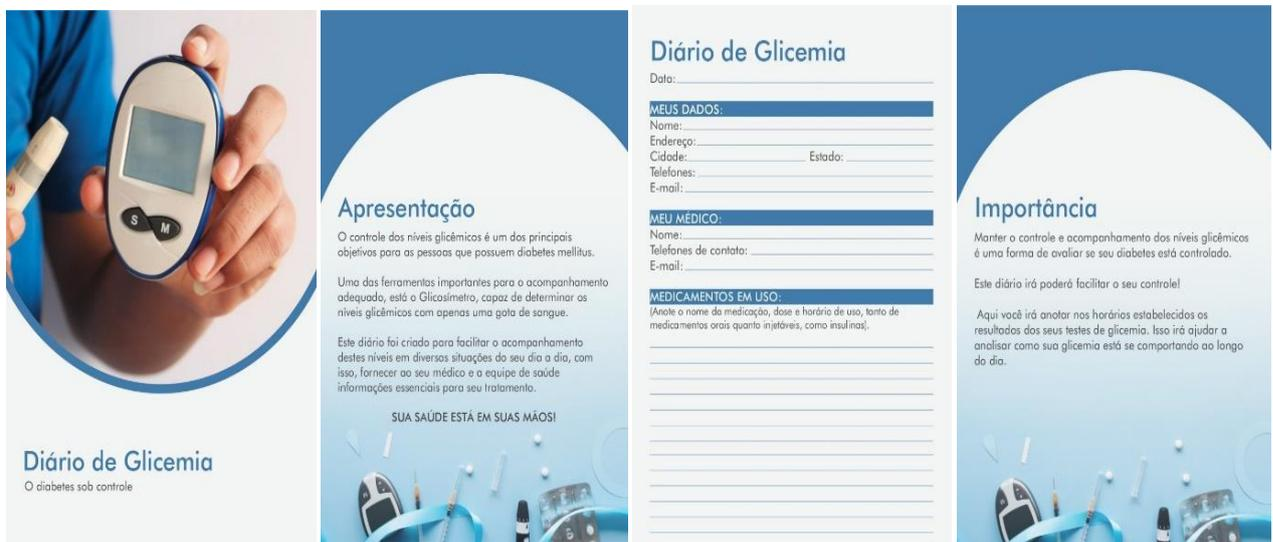 S
M
Diário de Glicemia
O diabetes sob controle
Apresentação
O controle dos níveis glicêmicos é um dos principais
objetivos para as pessoas que possuem diabetes mellitus.
Uma das ferramentas importantes para o acompanhamento
adequado, está o Glicosímetro, capaz de determinar os
níveis glicêmicos com apenas uma gota de sangue.
Este diário foi criado para facilitar o acompanhamento
destes níveis em diversas situações do seu dia a dia, com
isso, fornecer ao seu médico e a equipe de saúde
informações essenciais para seu tratamento.
SUA SAÚDE ESTÁ EM SUAS MÃOS!
Diário de Glicemia
Data:
MEUS DADOS:
Nome:
Endereço:
Cidade: Estado:
Telefones:
E-mail:
MEU MÉDICO:
Nome:
Telefones de contato:
E-mail:
MEDICAMENTOS EM USO:
(Anote o nome da medicação, dose e horário de uso, tanto de
medicamentos orais quanto injetáveis, como insulinas).
Importância
Manter o controle e acompanhamento dos níveis glicêmicos
é uma forma de avaliar se seu diabetes está controlado.
Este diário irá poderá facilitar o seu controle!
Aqui você irá anotar nos horários estabelecidos os
resultados dos seus testes de glicemia. Isso irá ajudar a
analisar como sua glicemia está se comportando ao longo
do dia.